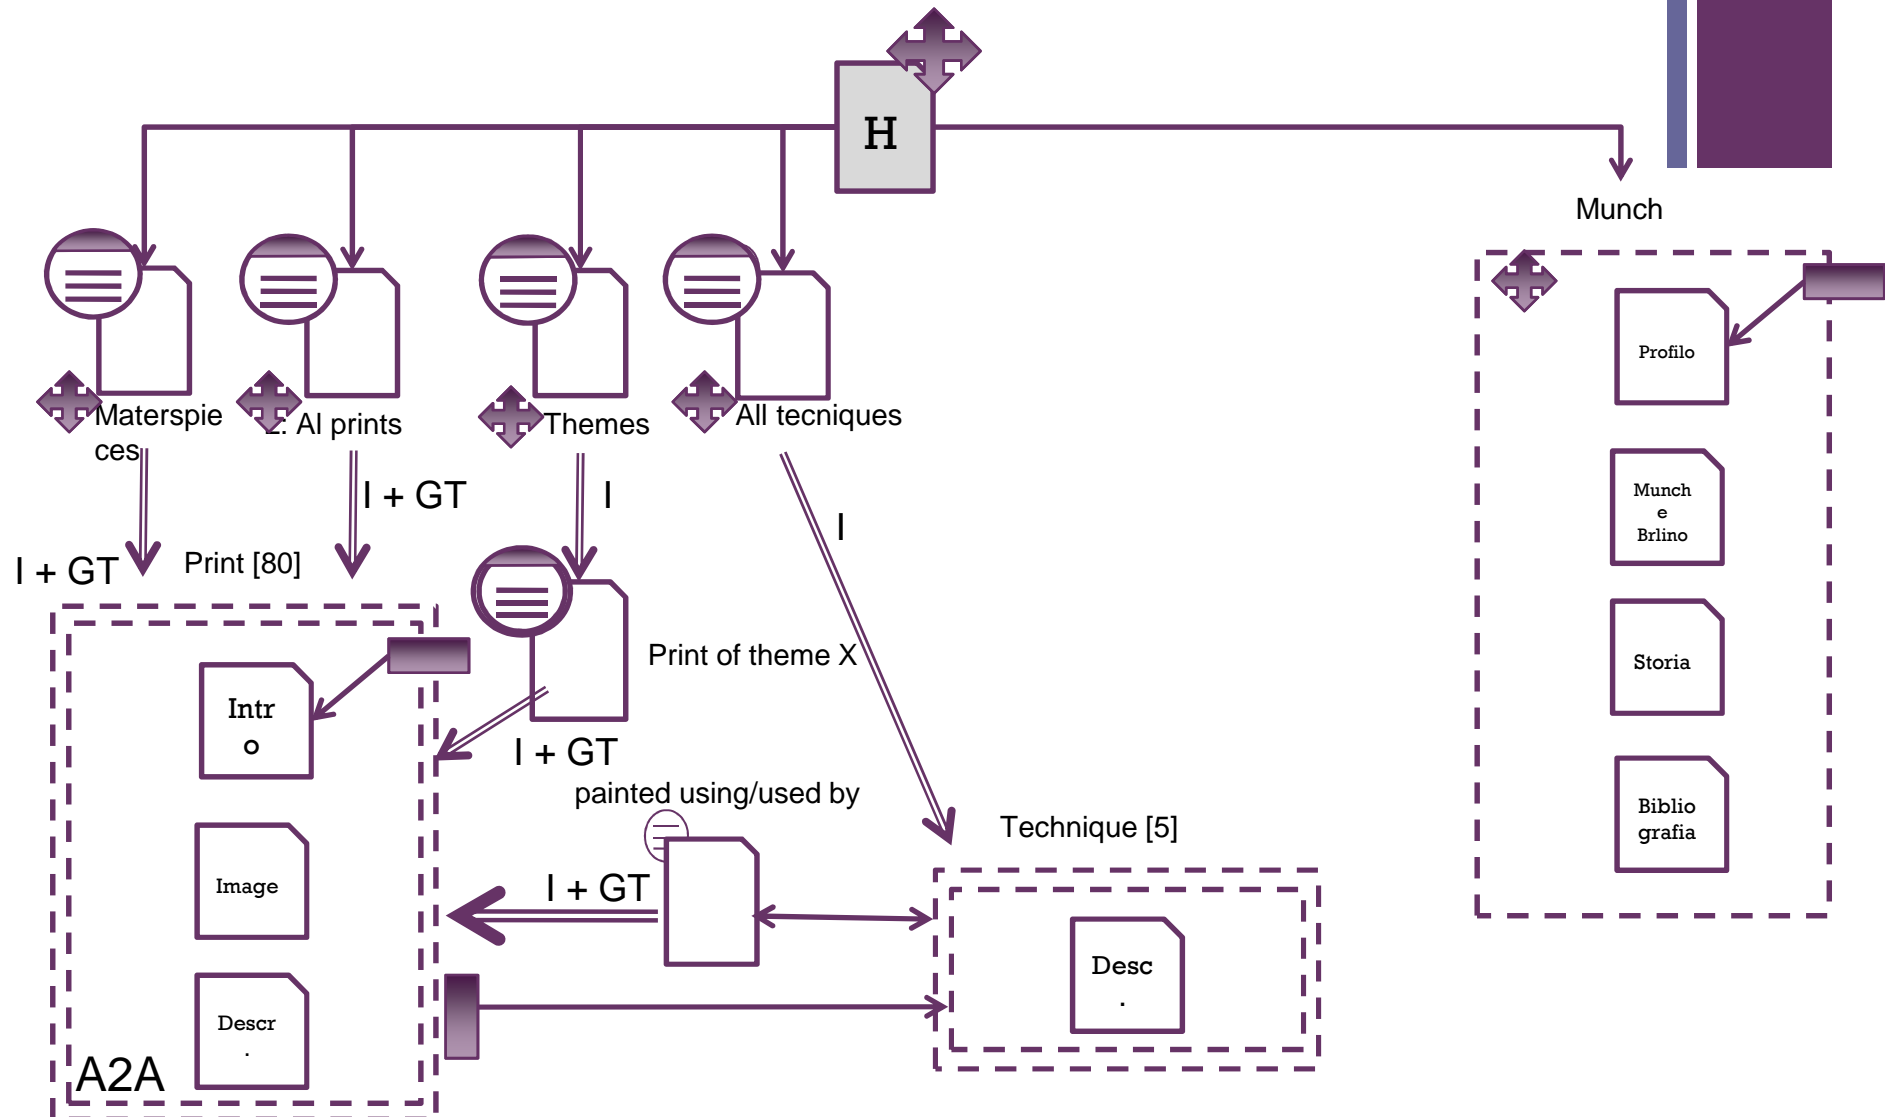 H
Munch
Profilo
Materspie
ces
: Al prints
Themes
All tecniques
I + GT
I
I
Munch
e
Brlino
I + GT
Print [80]
Print of theme X
Storia
Intr
o
I + GT
painted using/used by
Technique [5]
Biblio
grafia
Image
I + GT
Desc
.
Descr
.
A2A